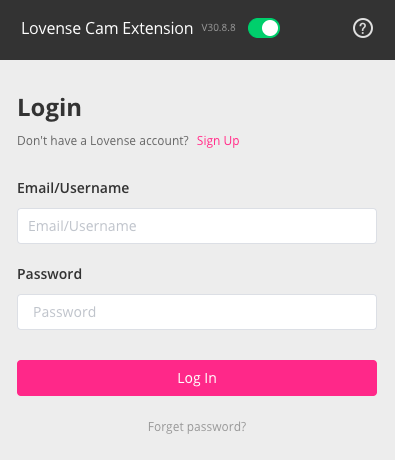 Lovense Cam Extension V30.8.8
Login
Don't have a Lovense account? Sign Up
Email/Username
Email/Username
Password
Password
Log In
Forget password?